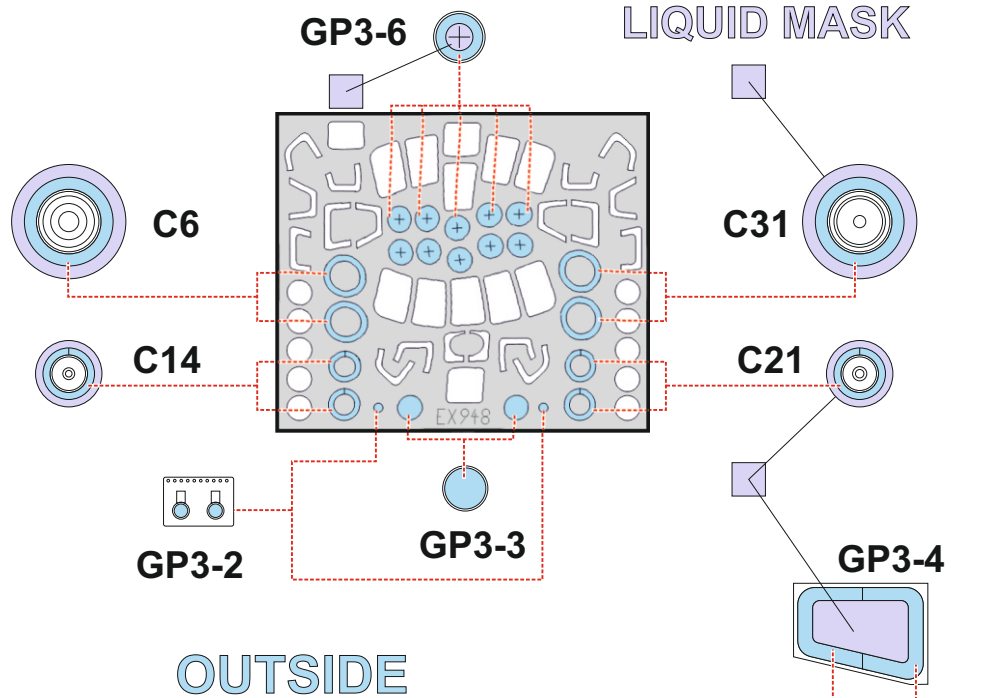 GP3-6
LIQUID MASK
C6
C31
C14
C21
EX948
GP3-3
GP3-2
GP3-4
OUTSIDE